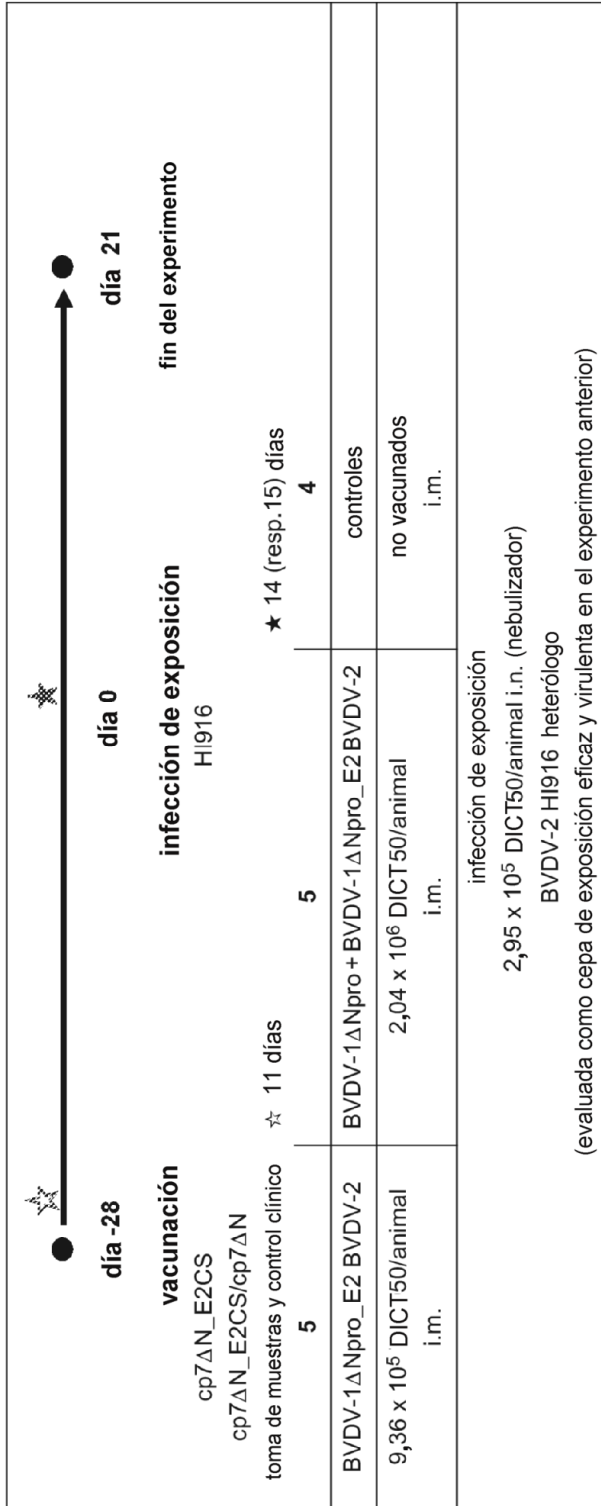 día -28
día 0
día 21
vacunación
infección de exposición
fin del experimento
cp7ΔN_E2CS
HI916
cp7ΔN_E2CS/cp7ΔN
toma de muestras y control clínico ☆ 11 días
★ 14 (resp.15) días
5
5
4
BVDV-1ΔNpro_E2 BVDV-2
BVDV-1ΔNpro + BVDV-1ΔNpro_E2 BVDV-2
controles
9,36 x 10⁵ DICT50/animal
2,04 x 10⁶ DICT50/animal
no vacunados
i.m.
i.m.
i.m.
infección de exposición
2,95 x 10⁵ DICT50/animal i.n. (nebulizador)
BVDV-2 HI916 heterólogo
(evaluada como cepa de exposición eficaz y virulenta en el experimento anterior)